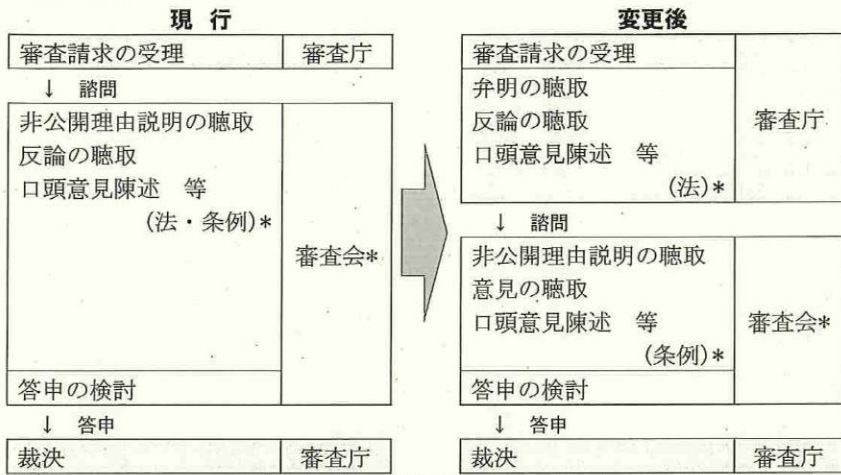 現 行
審査請求の受理 審査庁
↓ 諮問
非公開理由説明の聴取
反論の聴取
口頭意見陳述 等
(法・条例)*
審査会*
答申の検討
↓ 答申
裁決 審査庁
変更後
審査請求の受理
弁明の聴取
反論の聴取
口頭意見陳述 等
(法)*
審査庁
↓ 諮問
非公開理由説明の聴取
意見の聴取
口頭意見陳述 等
(条例)*
審査会*
答申の検討
↓ 答申
裁決 審査庁